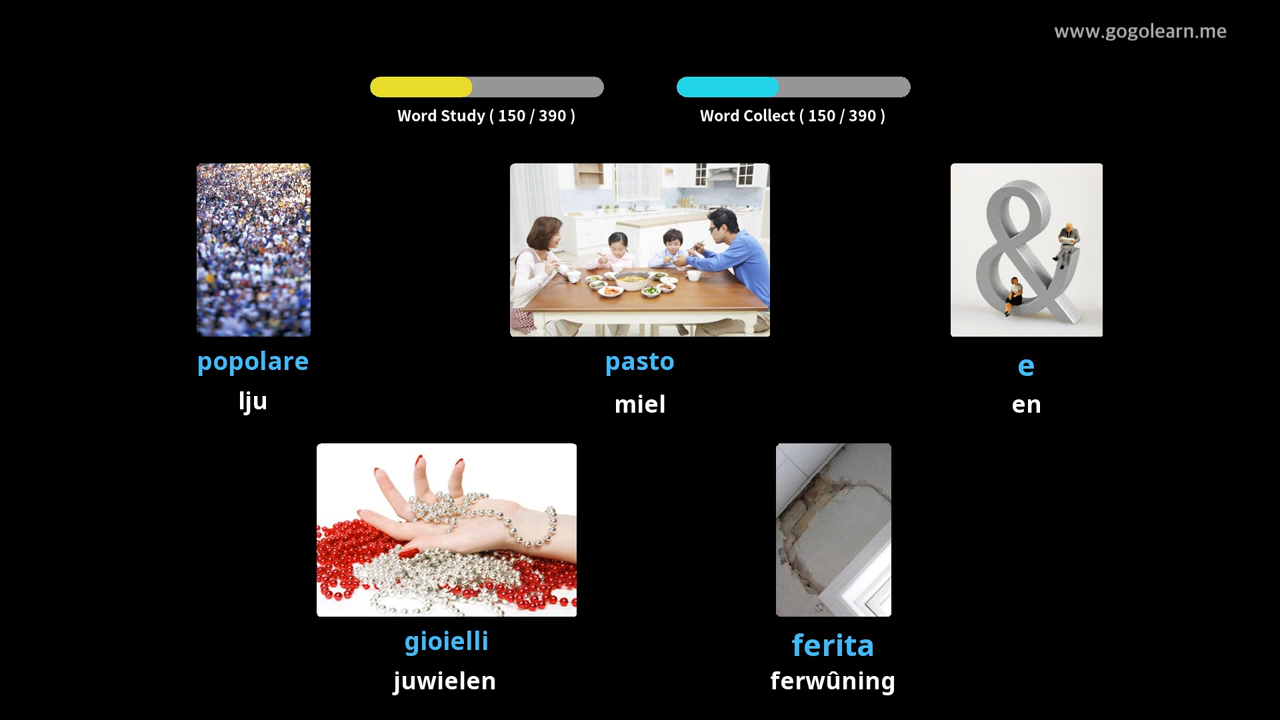 www.gogolearn.me
Word Study ( 150 / 390 )
Word Collect ( 150 / 390 )
popolare
lju
pasto
miel
e
en
gioielli
juwielen
ferita
ferwûning